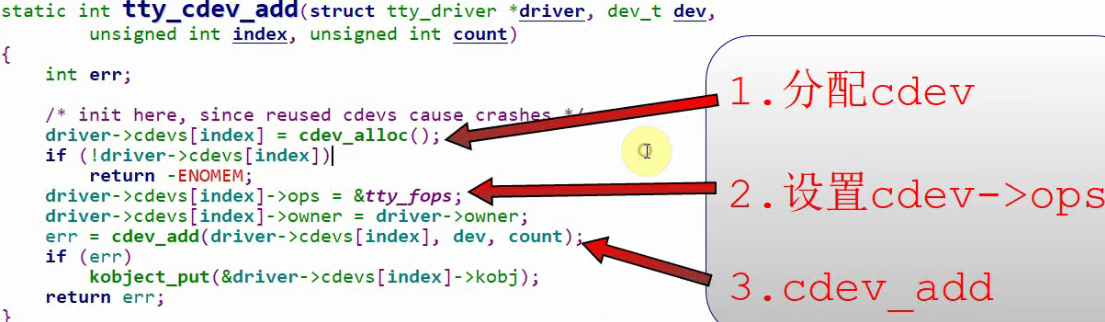 static int tty_cdev_add(struct tty_driver *driver, dev_t dev,
        unsigned int index, unsigned int count)
{
    int err;

    /* init here, since reused cdevs cause crashes */
    driver->cdevs[index] = cdev_alloc();
    if (!driver->cdevs[index])
        return -ENOMEM;
    driver->cdevs[index]->ops = &tty_fops;
    driver->cdevs[index]->owner = driver->owner;
    err = cdev_add(driver->cdevs[index], dev, count);
    if (err)
        kobject_put(&driver->cdevs[index]->kobj);
    return err;
}
1.分配cdev
2.设置cdev->ops
3.cdev_add